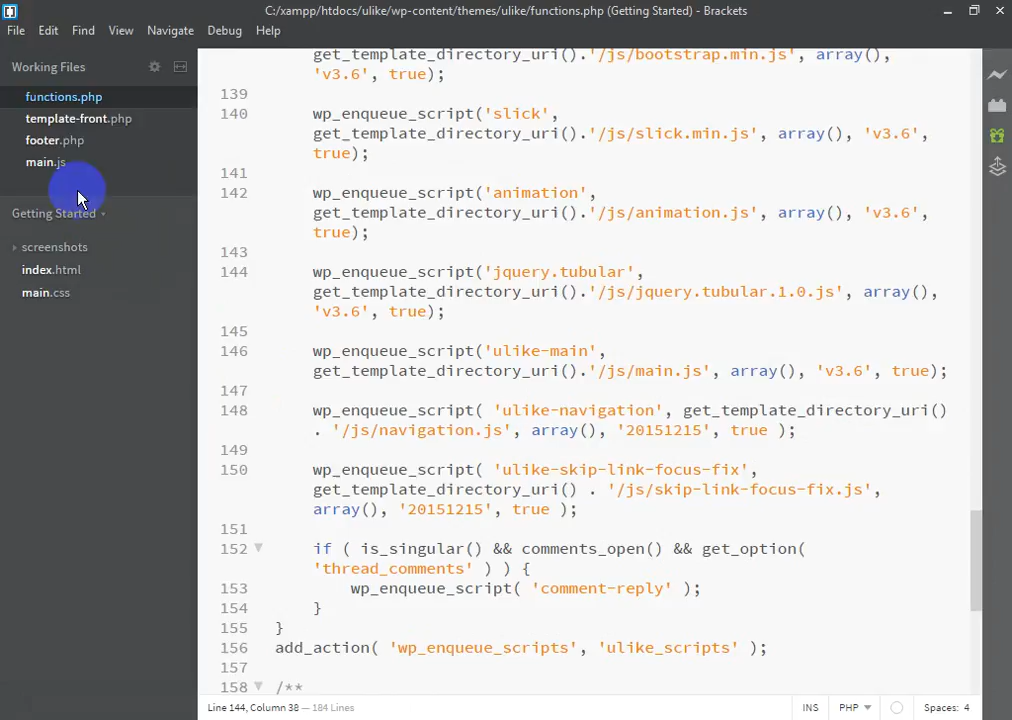 C:/xampp/htdocs/ulike/wp-content/themes/ulike/functions.php (Getting Started) - Brackets
File Edit Find View Navigate Debug Help
Working Files
functions.php
template-front.php
footer.php
main.js
Getting Started
screenshots
index.html
main.css
get_template_directory_uri().'/js/bootstrap.min.js', array(),
'v3.6', true);
139
140 wp_enqueue_script('slick',
get_template_directory_uri().'/js/slick.min.js', array(), 'v3.6',
true);
141
142 wp_enqueue_script('animation',
get_template_directory_uri().'/js/animation.js', array(), 'v3.6',
true);
143
144 wp_enqueue_script('jquery.tubular',
get_template_directory_uri().'/js/jquery.tubular.1.0.js', array(),
'v3.6', true);
145
146 wp_enqueue_script('ulike-main',
get_template_directory_uri().'/js/main.js', array(), 'v3.6', true);
147
148 wp_enqueue_script( 'ulike-navigation', get_template_directory_uri()
. '/js/navigation.js', array(), '20151215', true );
149
150 wp_enqueue_script( 'ulike-skip-link-focus-fix',
get_template_directory_uri() . '/js/skip-link-focus-fix.js',
array(), '20151215', true );
151
152 if ( is_singular() && comments_open() && get_option(
'thread_comments' ) ) {
153 wp_enqueue_script( 'comment-reply' );
154 }
155 }
156 add_action( 'wp_enqueue_scripts', 'ulike_scripts' );
157
158 /**
Line 144, Column 38 — 184 Lines
INS PHP Spaces: 4